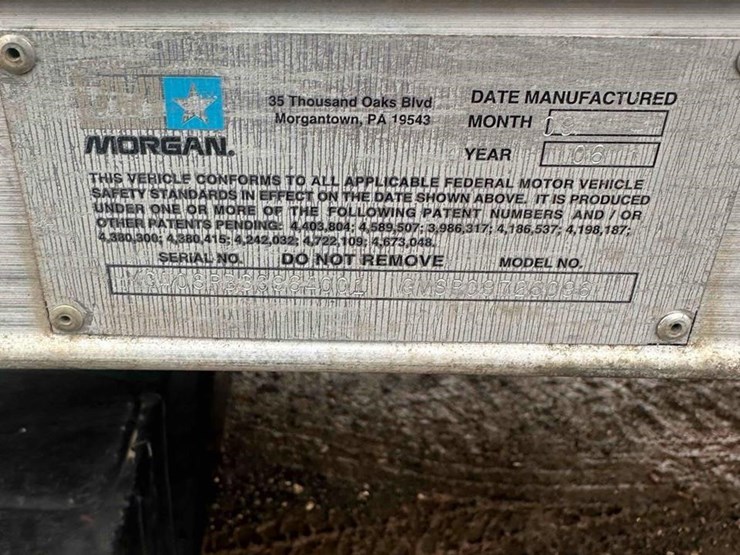 35 Thousand Oaks Blvd
Morgantown, PA 19543
MORGAN.
DATE MANUFACTURED
MONTH
YEAR 06
THIS VEHICLE CONFORMS TO ALL APPLICABLE FEDERAL MOTOR VEHICLE
SAFETY STANDARDS IN EFFECT ON THE DATE SHOWN ABOVE. IT IS PRODUCED
UNDER ONE OR MORE OF THE FOLLOWING PATENT NUMBERS AND / OR
OTHER PATENTS PENDING: 4,403,804; 4,589,507; 3,986,317; 4,186,537; 4,198,187;
4,380,300; 4,380,415; 4,242,032; 4,722,109; 4,673,048.
SERIAL NO. DO NOT REMOVE MODEL NO.